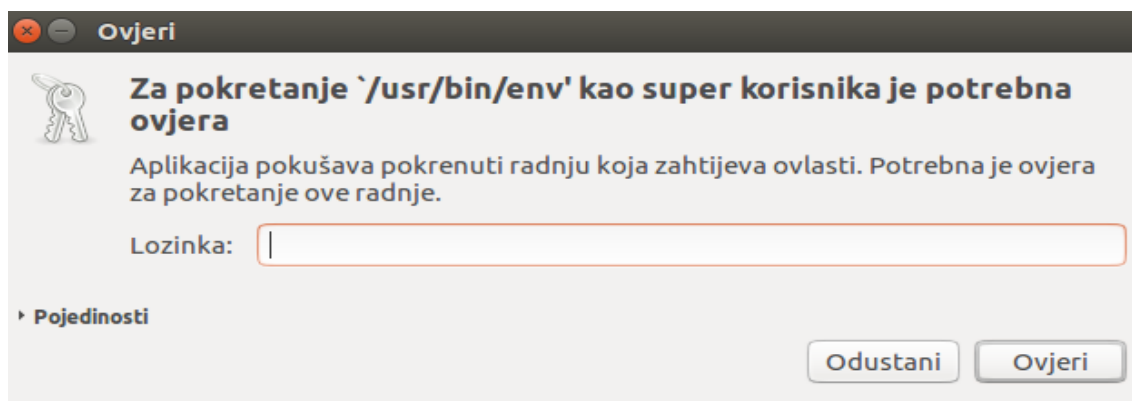 Ovjeri
Za pokretanje `/usr/bin/env' kao super korisnika je potrebna
ovjera
Aplikacija pokušava pokrenuti radnju koja zahtijeva ovlasti. Potrebna je ovjera
za pokretanje ove radnje.
Lozinka:
Pojedinosti
Odustani Ovjeri